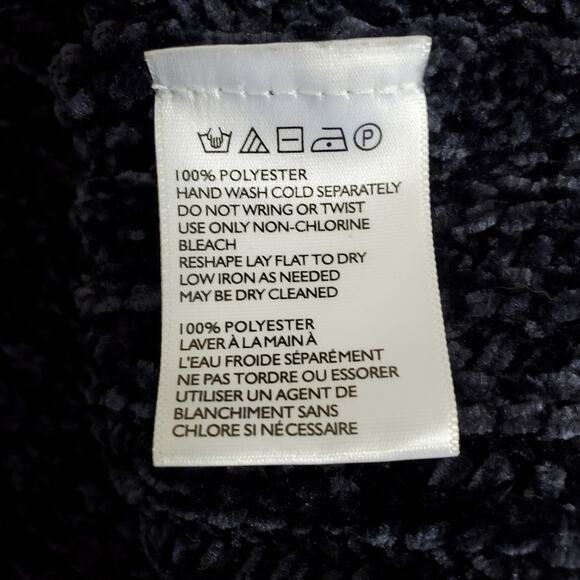 P
100% POLYESTER
HAND WASH COLD SEPARATELY
DO NOT WRING OR TWIST
USE ONLY NON-CHLORINE
BLEACH
RESHAPE LAY FLAT TO DRY
LOW IRON AS NEEDED
MAY BE DRY CLEANED
100% POLYESTER
LAVER À LA MAIN À
L'EAU FROIDE SÉPARÉMENT
NE PAS TORDRE OU ESSORER
UTILISER UN AGENT DE
BLANCHIMENT SANS
CHLORE SI NÉCESSAIRE